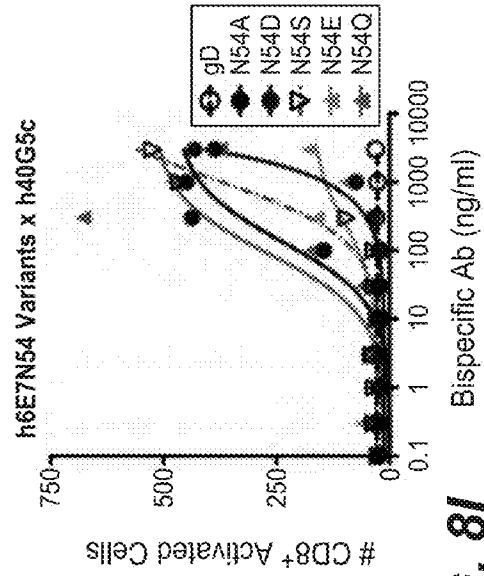 h6E7N54 Variants x h40G5c
# CD8+ Activated Cells
750
500
250
0
0.1
1
10
100
1000
10000
Bispecific Ab (ng/ml)
gD
N54A
N54D
N54S
N54E
N54Q
8I